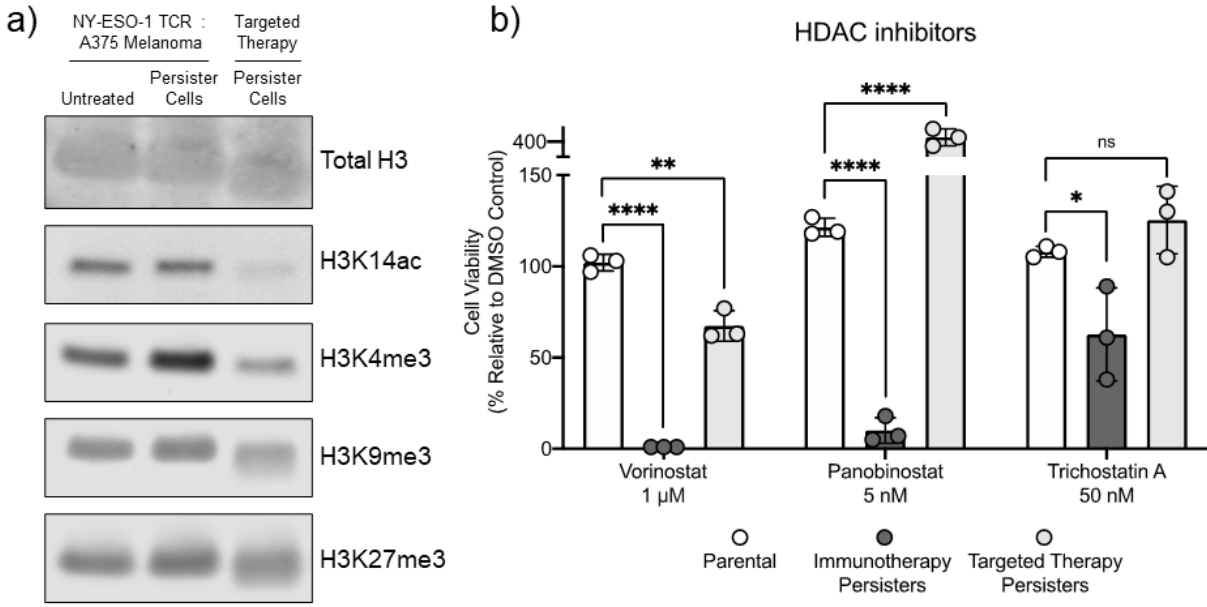 a)
NY-ESO-1 TCR :
A375 Melanoma
Targeted
Therapy
Untreated
Persister
Cells
Persister
Cells
Total H3
H3K14ac
H3K4me3
H3K9me3
H3K27me3
b)
HDAC inhibitors
Cell Viability
(% Relative to DMSO Control)
400
150
100
50
0
****
**
****
****
*
ns
Vorinostat
1 µM
Panobinostat
5 nM
Trichostatin A
50 nM
Parental
Immunotherapy
Persisters
Targeted Therapy
Persisters